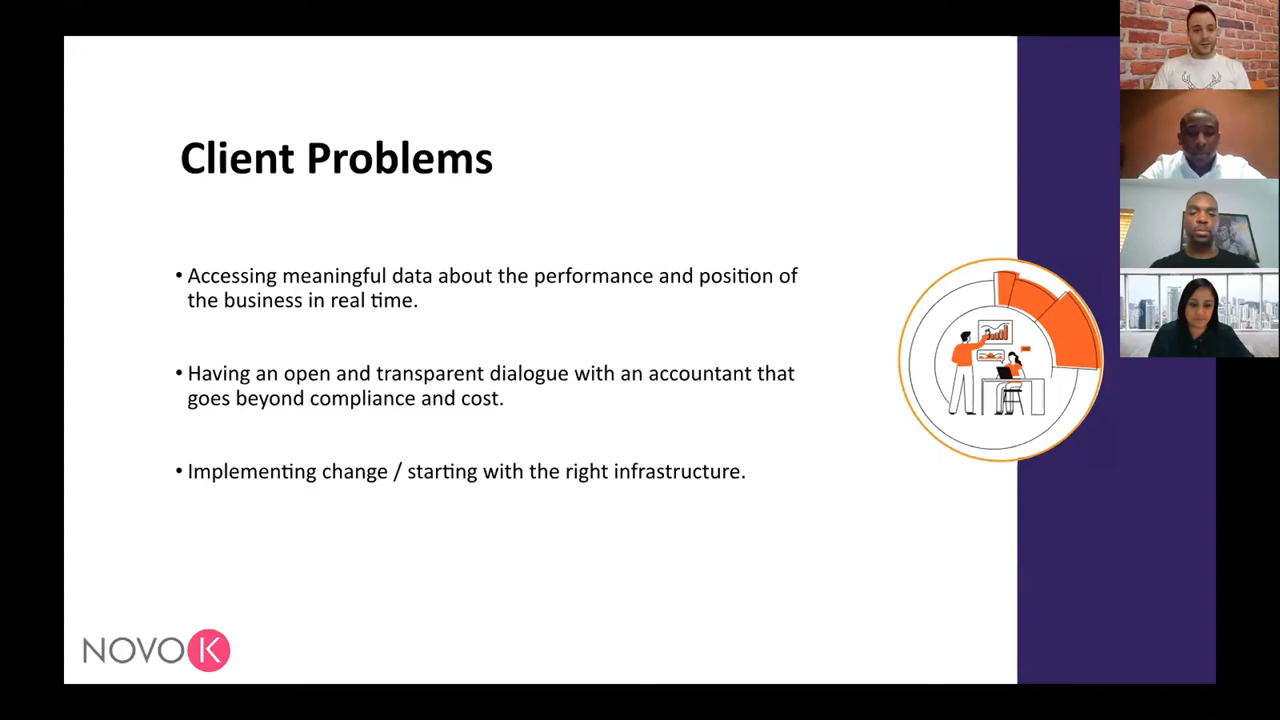 Client Problems
• Accessing meaningful data about the performance and position of
the business in real time.
• Having an open and transparent dialogue with an accountant that
goes beyond compliance and cost.
• Implementing change / starting with the right infrastructure.
NOVO K